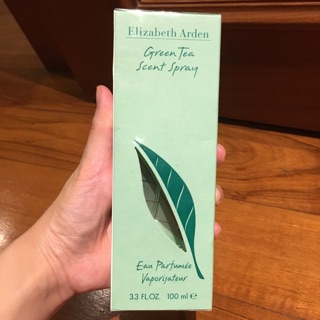 Elizabeth Arden
Green Tea
Scent Spray
Eau Parfumée
Vaporisateur
3.3 FL.OZ. 100 ml ℮